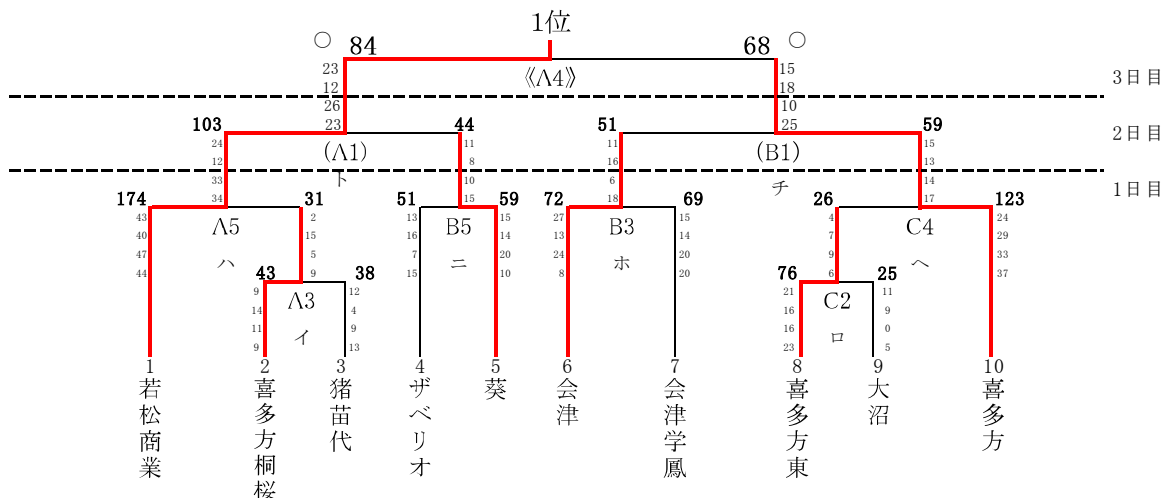 1位
○ 84 68 ○
23 15
《A4》
3日目
12 18
26 10
103 23 44 51 25 59
2日目
24 11 11 15
(A1) (B1)
12 8 16 13
ト チ
33 10 6 14
1日目
174 34 31 51 15 59 72 18 69 26 17 123
43 2 13 15 27 15 4 24
A5 B5 B3 C4
40 15 16 14 13 14 7 29
ハ ニ ホ ヘ
47 5 7 20 24 20 9 33
44 43 9 38 15 10 8 20 76 6 25 37
9 12 21 11
A3 C2
14 4 16 9
イ ロ
11 9 16 0
9 13 23 5
1 2 3 4 5 6 7 8 9 10
若松商業
喜多方桐桜
猪苗代
ザベリオ
葵
会津
会津学鳳
喜多方東
大沼
喜多方